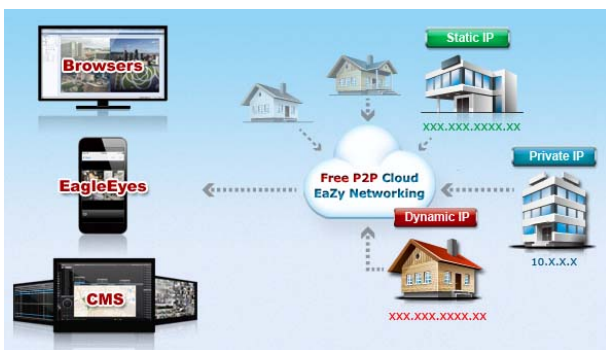 Browsers
EagleEyes
CMS
Free P2P Cloud
EaZy Networking
Static IP
XXX.XXX.XXXX.XX
Private IP
10.X.X.X
Dynamic IP
XXX.XXX.XXXX.XX